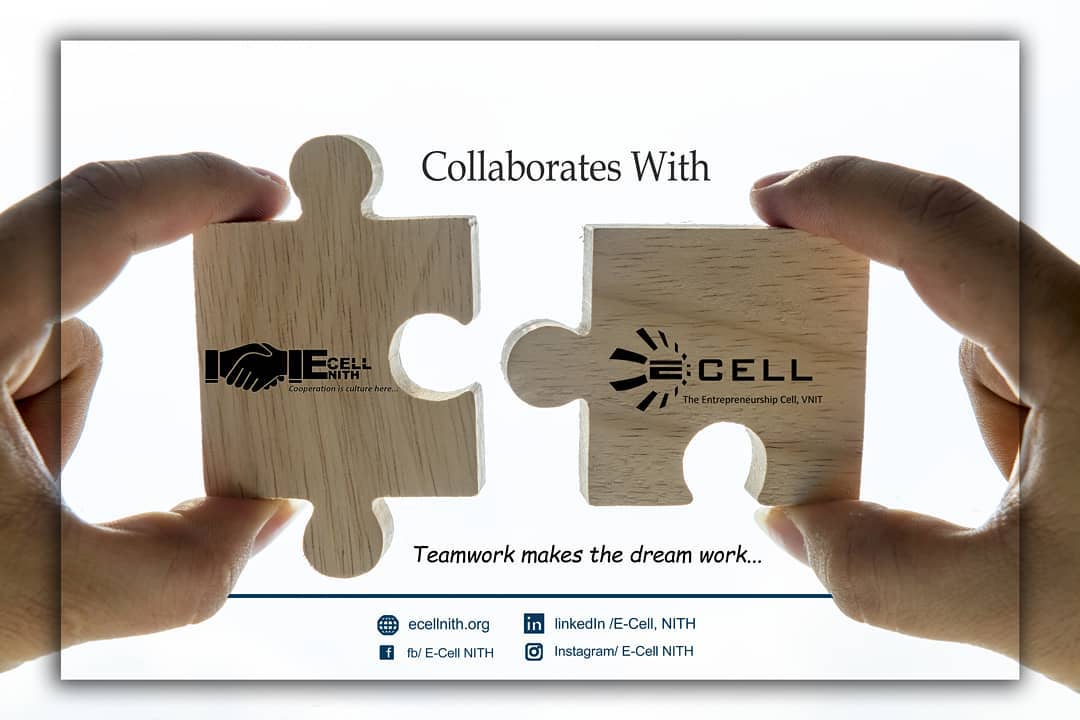 Collaborates With
ECELL
NITH
Cooperation is culture here...
E-CELL
The Entrepreneurship Cell, VNIT
Teamwork makes the dream work...
ecellnith.org
linkedIn /E-Cell, NITH
fb/ E-Cell NITH
Instagram/ E-Cell NITH